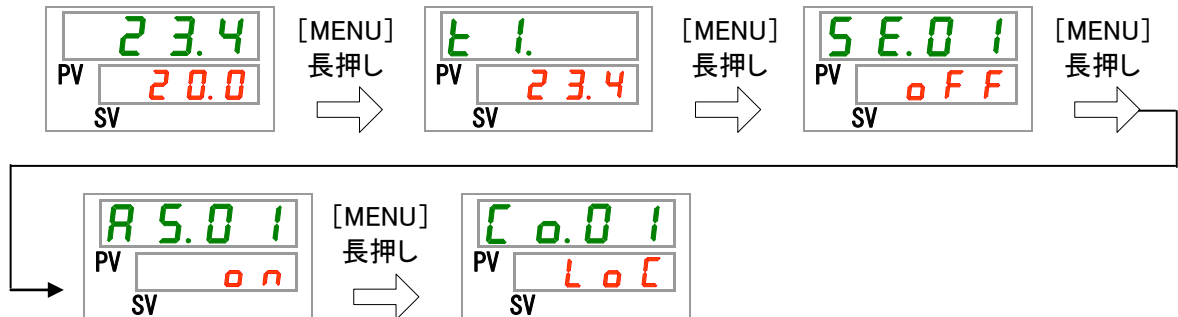 23.4
PV 20.0
SV
[MENU]
長押し
t1.
PV 23.4
SV
[MENU]
長押し
SE.01
PV oFF
SV
[MENU]
長押し
AS.01
PV on
SV
[MENU]
長押し
Co.01
PV LoC
SV